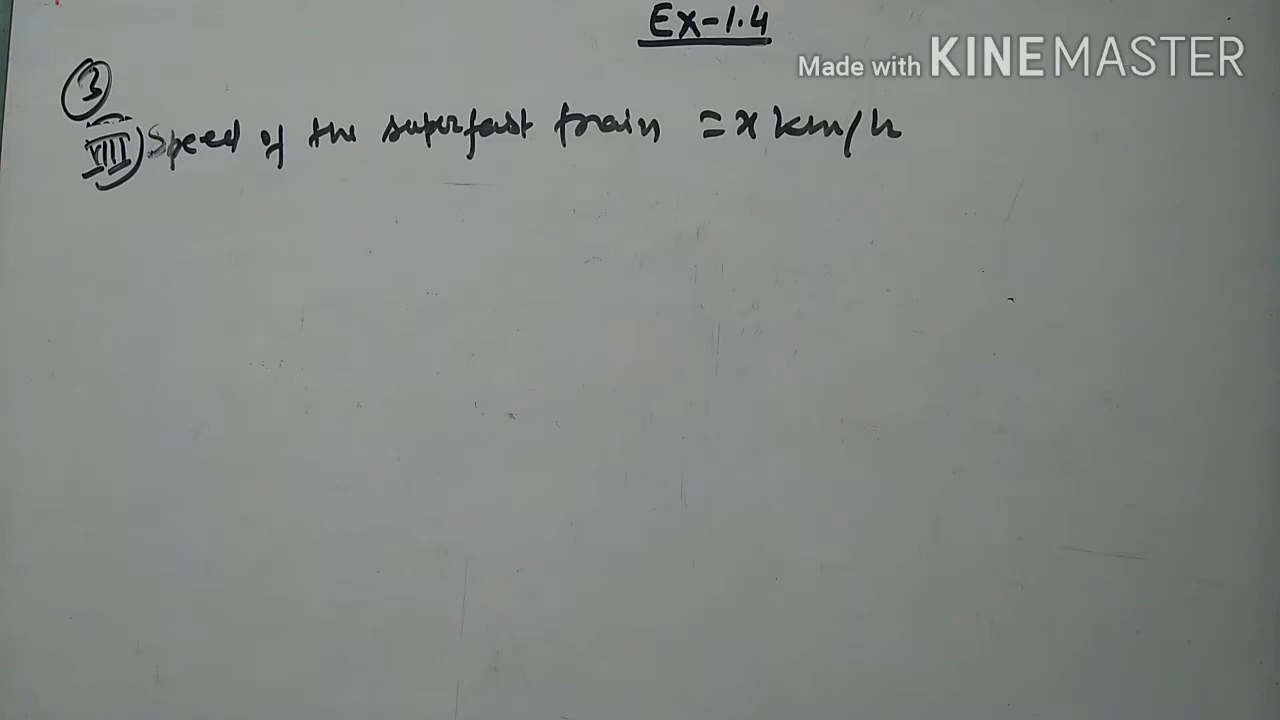 Ex-1.4
Made with KINEMASTER
3
VIII) Speed of the superfast train = x km/h